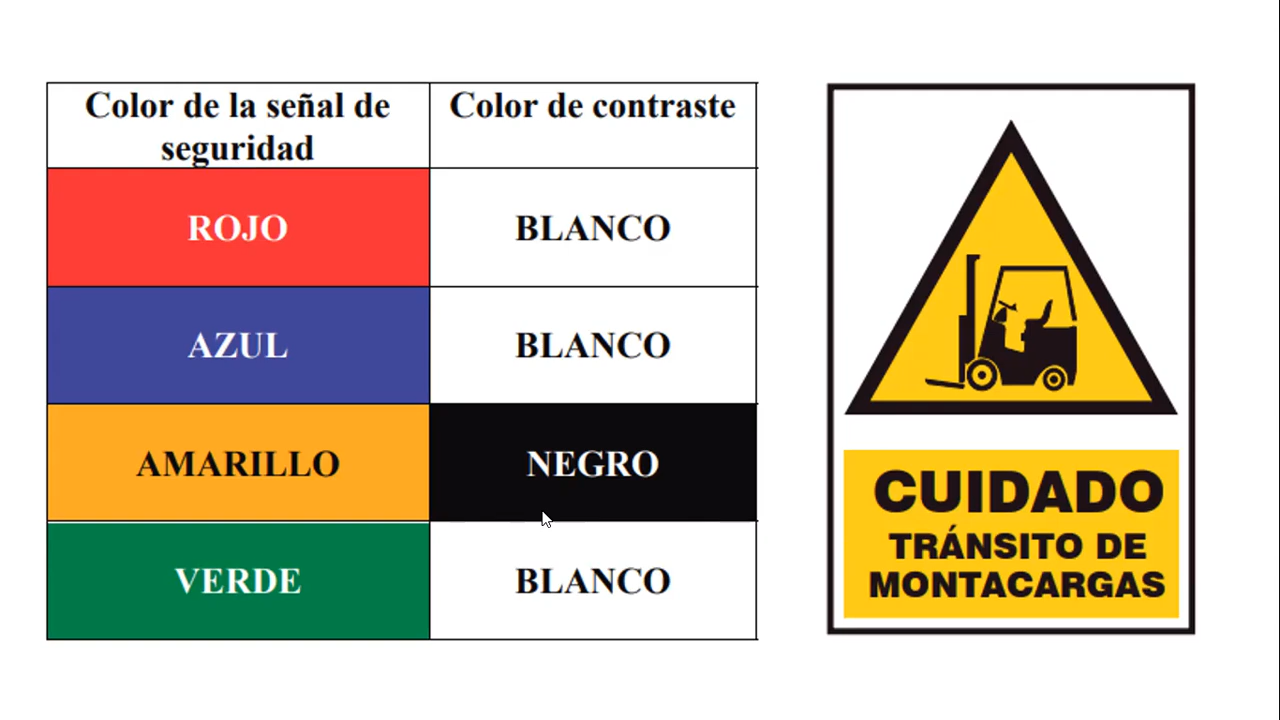 Color de la señal de
seguridad
Color de contraste
ROJO
BLANCO
AZUL
BLANCO
AMARILLO
NEGRO
VERDE
BLANCO
CUIDADO
TRÁNSITO DE
MONTACARGAS